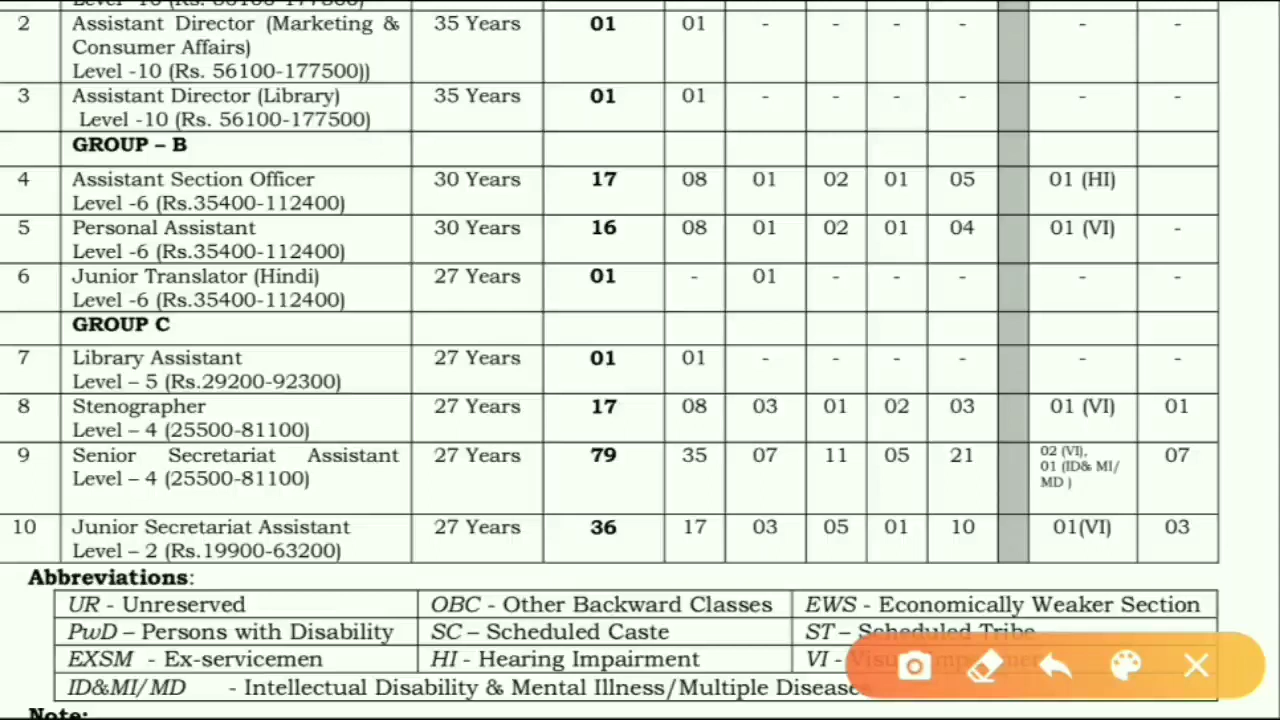 2 Assistant Director (Marketing & 35 Years 01 01 - - - - - -
Consumer Affairs)
Level -10 (Rs. 56100-177500))
3 Assistant Director (Library) 35 Years 01 01 - - - - - -
Level -10 (Rs. 56100-177500)
GROUP – B
4 Assistant Section Officer 30 Years 17 08 01 02 01 05 01 (HI)
Level -6 (Rs.35400-112400)
5 Personal Assistant 30 Years 16 08 01 02 01 04 01 (VI) -
Level -6 (Rs.35400-112400)
6 Junior Translator (Hindi) 27 Years 01 - 01 - - - - -
Level -6 (Rs.35400-112400)
GROUP C
7 Library Assistant 27 Years 01 01 - - - - - -
Level – 5 (Rs.29200-92300)
8 Stenographer 27 Years 17 08 03 01 02 03 01 (VI) 01
Level – 4 (25500-81100)
9 Senior Secretariat Assistant 27 Years 79 35 07 11 05 21 02 (VI), 07
Level – 4 (25500-81100) 01 (ID& MI/
MD )
10 Junior Secretariat Assistant 27 Years 36 17 03 05 01 10 01(VI) 03
Level – 2 (Rs.19900-63200)
Abbreviations:
UR - Unreserved OBC - Other Backward Classes EWS - Economically Weaker Section
PwD – Persons with Disability SC – Scheduled Caste ST – Scheduled Tribe
EXSM - Ex-servicemen HI - Hearing Impairment VI -
ID&MI/MD - Intellectual Disability & Mental Illness/Multiple Diseases
Note: